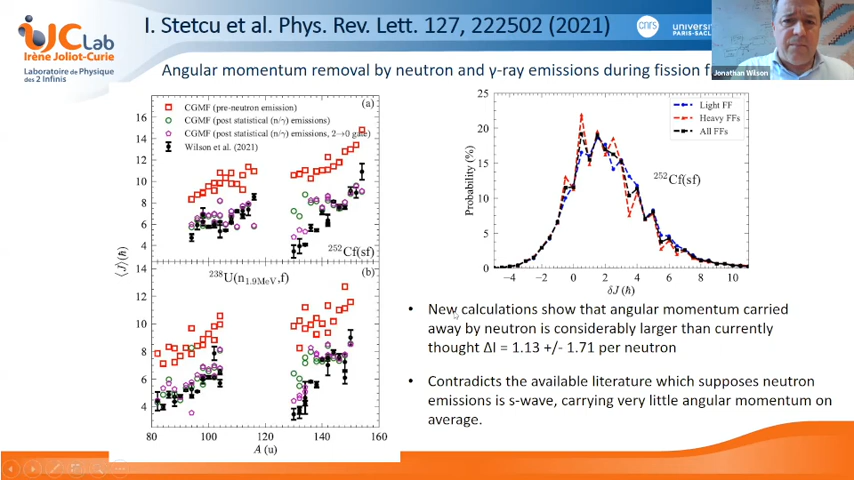 IJCLab
Irène Joliot-Curie
Laboratoire de Physique
des 2 Infinis
I. Stetcu et al. Phys. Rev. Lett. 127, 222502 (2021)
cnrs
université
PARIS-SACLAY
Jonathan Wilson
Angular momentum removal by neutron and γ-ray emissions during fission f
(a)
CGMF (pre-neutron emission)
CGMF (post statistical (n/γ) emissions)
CGMF (post statistical (n/γ) emissions, 2→0 gate)
Wilson et al. (2021)
16
14
12
10
8
6
4
²⁵²Cf(sf)
⟨J⟩(ℏ)
²³⁸U(n1.9MeV,f)
(b)
14
12
10
8
6
4
80 100 120 140 160
A (u)
Light FF
Heavy FFs
All FFs
²⁵²Cf(sf)
Probability (%)
25
20
15
10
5
0
−4 −2 0 2 4 6 8 10
δJ (ℏ)
• New calculations show that angular momentum carried
away by neutron is considerably larger than currently
thought ΔI = 1.13 +/- 1.71 per neutron
• Contradicts the available literature which supposes neutron
emissions is s-wave, carrying very little angular momentum on
average.